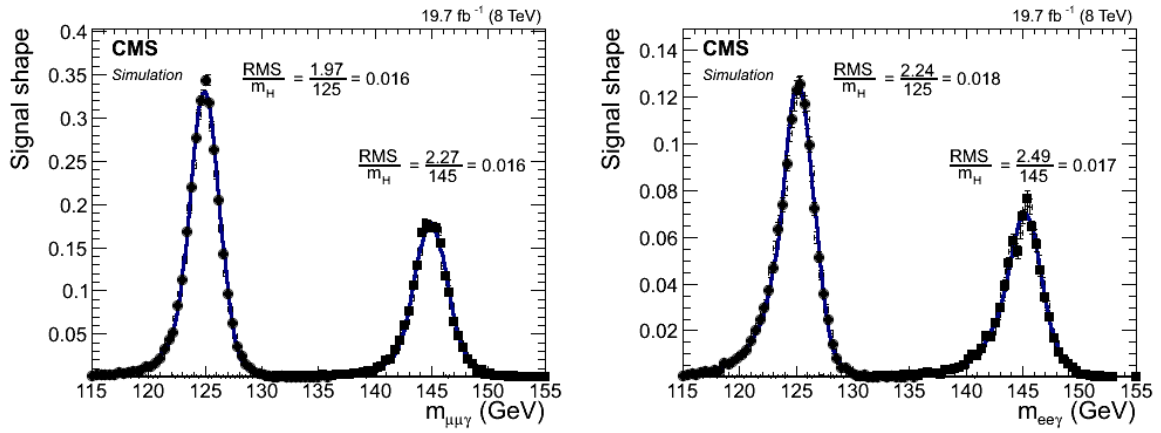 19.7 fb⁻¹ (8 TeV)
Signal shape
CMS
Simulation
RMS/m_H = 1.97/125 = 0.016
RMS/m_H = 2.27/145 = 0.016
0.4
0.35
0.3
0.25
0.2
0.15
0.1
0.05
115 120 125 130 135 140 145 150 155
m_μμγ (GeV)
19.7 fb⁻¹ (8 TeV)
Signal shape
CMS
Simulation
RMS/m_H = 2.24/125 = 0.018
RMS/m_H = 2.49/145 = 0.017
0.14
0.12
0.1
0.08
0.06
0.04
0.02
115 120 125 130 135 140 145 150 155
m_eeγ (GeV)